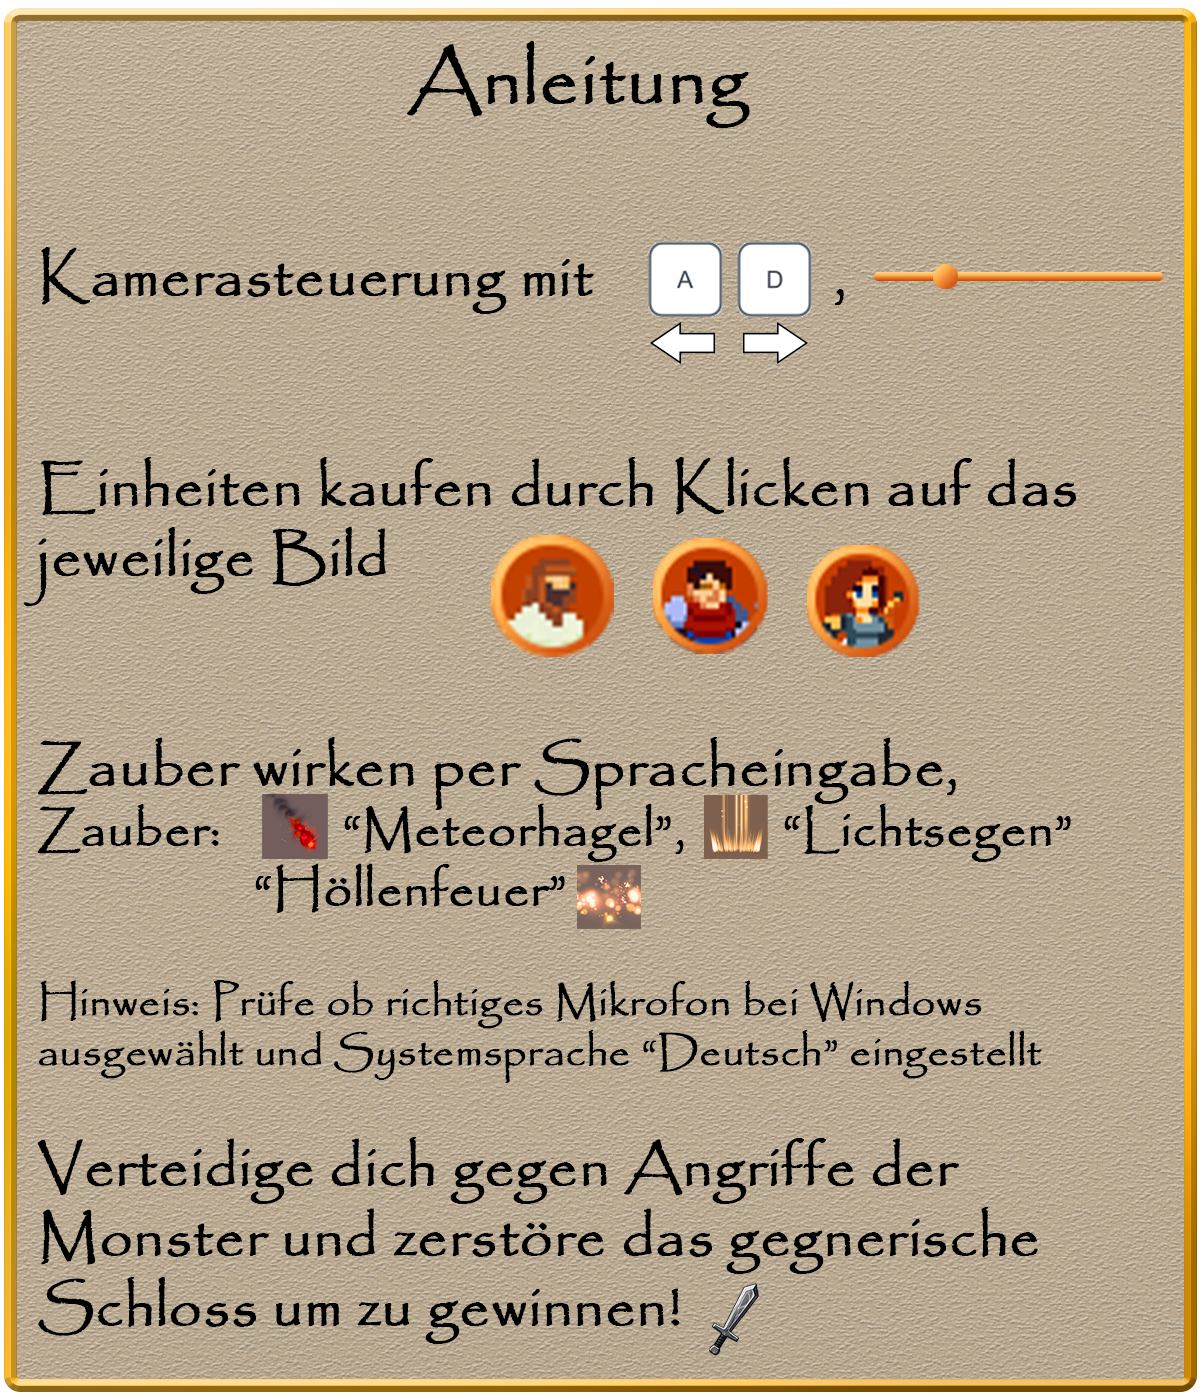 Anleitung
Kamerasteuerung mit A D ,
Einheiten kaufen durch Klicken auf das
jeweilige Bild
Zauber wirken per Spracheingabe,
Zauber: “Meteorhagel”, “Lichtsegen”
“Höllenfeuer”
Hinweis: Prüfe ob richtiges Mikrofon bei Windows
ausgewählt und Systemsprache “Deutsch” eingestellt
Verteidige dich gegen Angriffe der
Monster und zerstöre das gegnerische
Schloss um zu gewinnen!